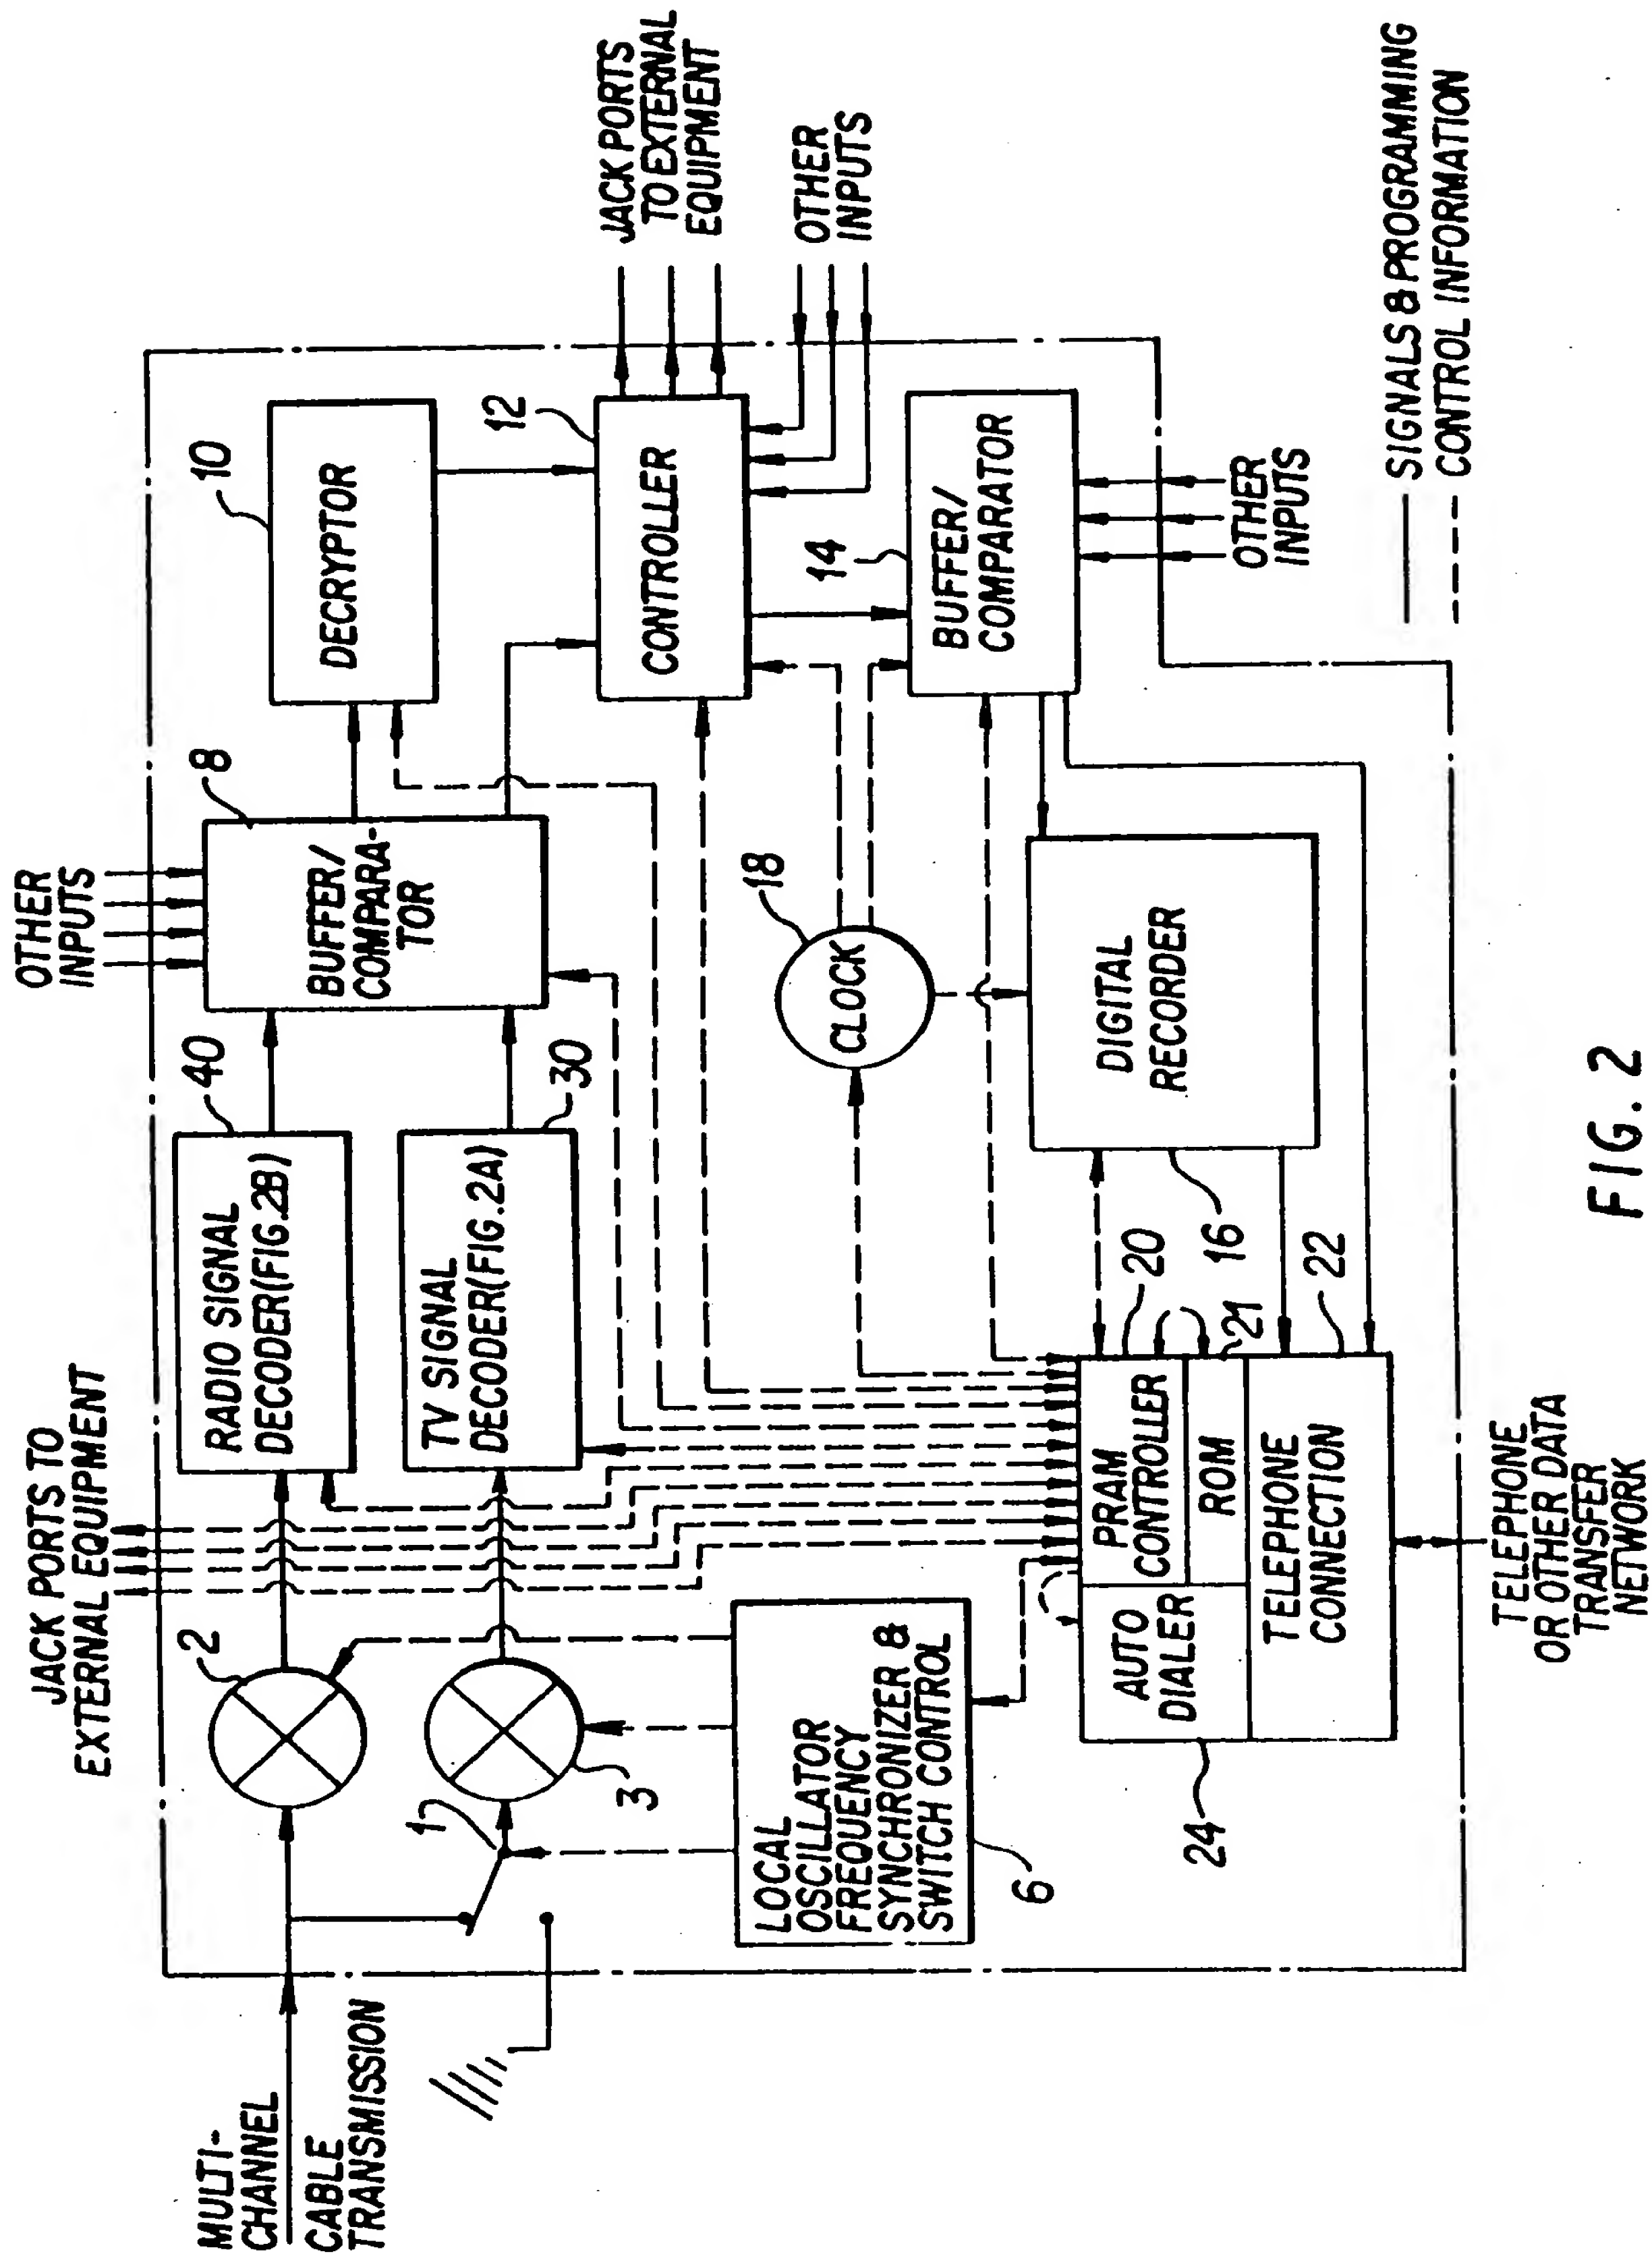 MULTI-
CHANNEL
CABLE
TRANSMISSION
JACK PORTS TO
EXTERNAL EQUIPMENT
OTHER
INPUTS
2
1
3
RADIO SIGNAL
DECODER(FIG.2B)
40
TV SIGNAL
DECODER(FIG.2A)
30
BUFFER/
COMPARA-
TOR
8
DECRYPTOR
10
CONTROLLER
12
JACK PORTS
TO EXTERNAL
EQUIPMENT
OTHER
INPUTS
LOCAL
OSCILLATOR
FREQUENCY
SYNCHRONIZER &
SWITCH CONTROL
6
CLOCK
18
BUFFER/
COMPARATOR
14
OTHER
INPUTS
DIGITAL
RECORDER
16
AUTO
DIALER
24
PRAM
CONTROLLER
20
ROM
21
TELEPHONE
CONNECTION
22
TELEPHONE
OR OTHER DATA
TRANSFER
NETWORK
SIGNALS & PROGRAMMING
CONTROL INFORMATION
FIG. 2